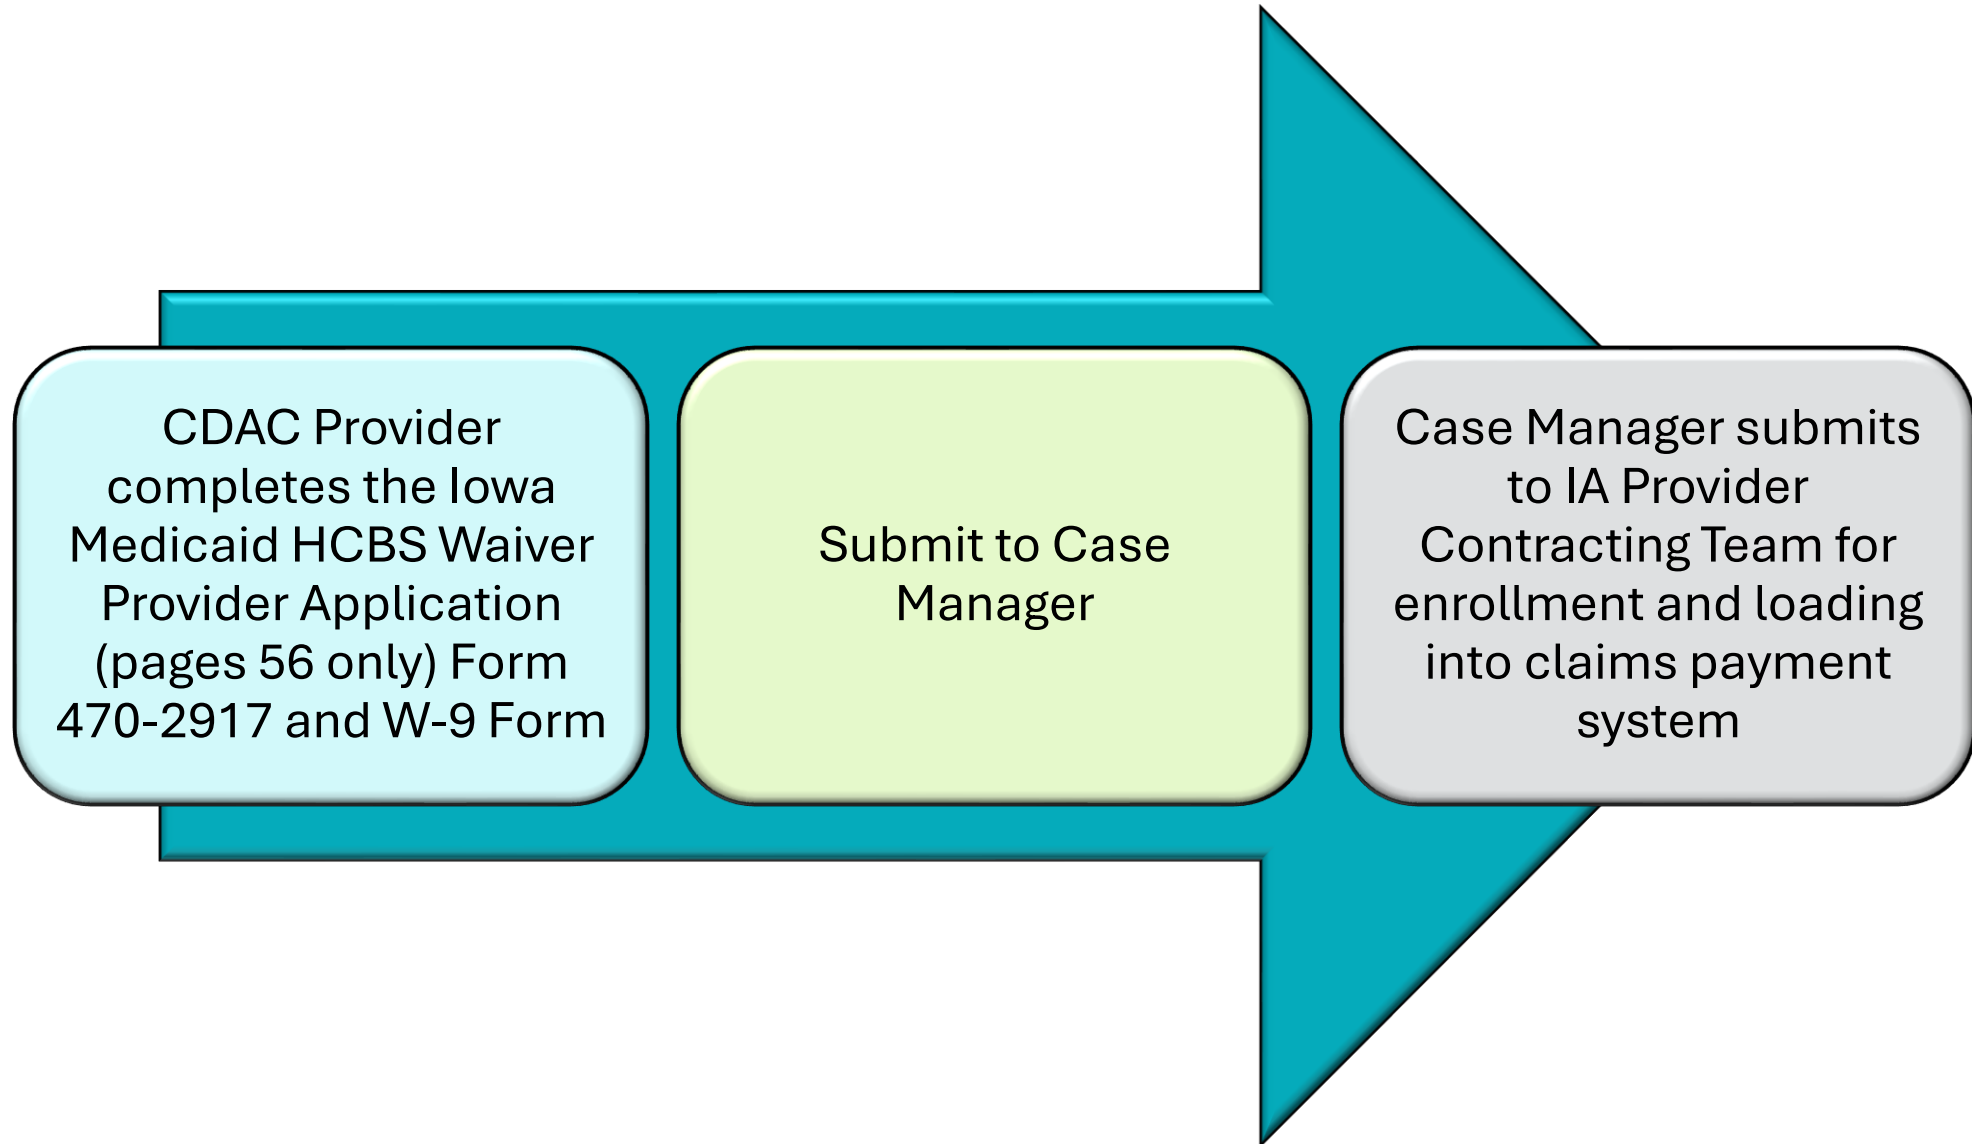 CDAC Provider
completes the Iowa
Medicaid HCBS Waiver
Provider Application
(pages 56 only) Form
470-2917 and W-9 Form
Submit to Case
Manager
Case Manager submits
to IA Provider
Contracting Team for
enrollment and loading
into claims payment
system